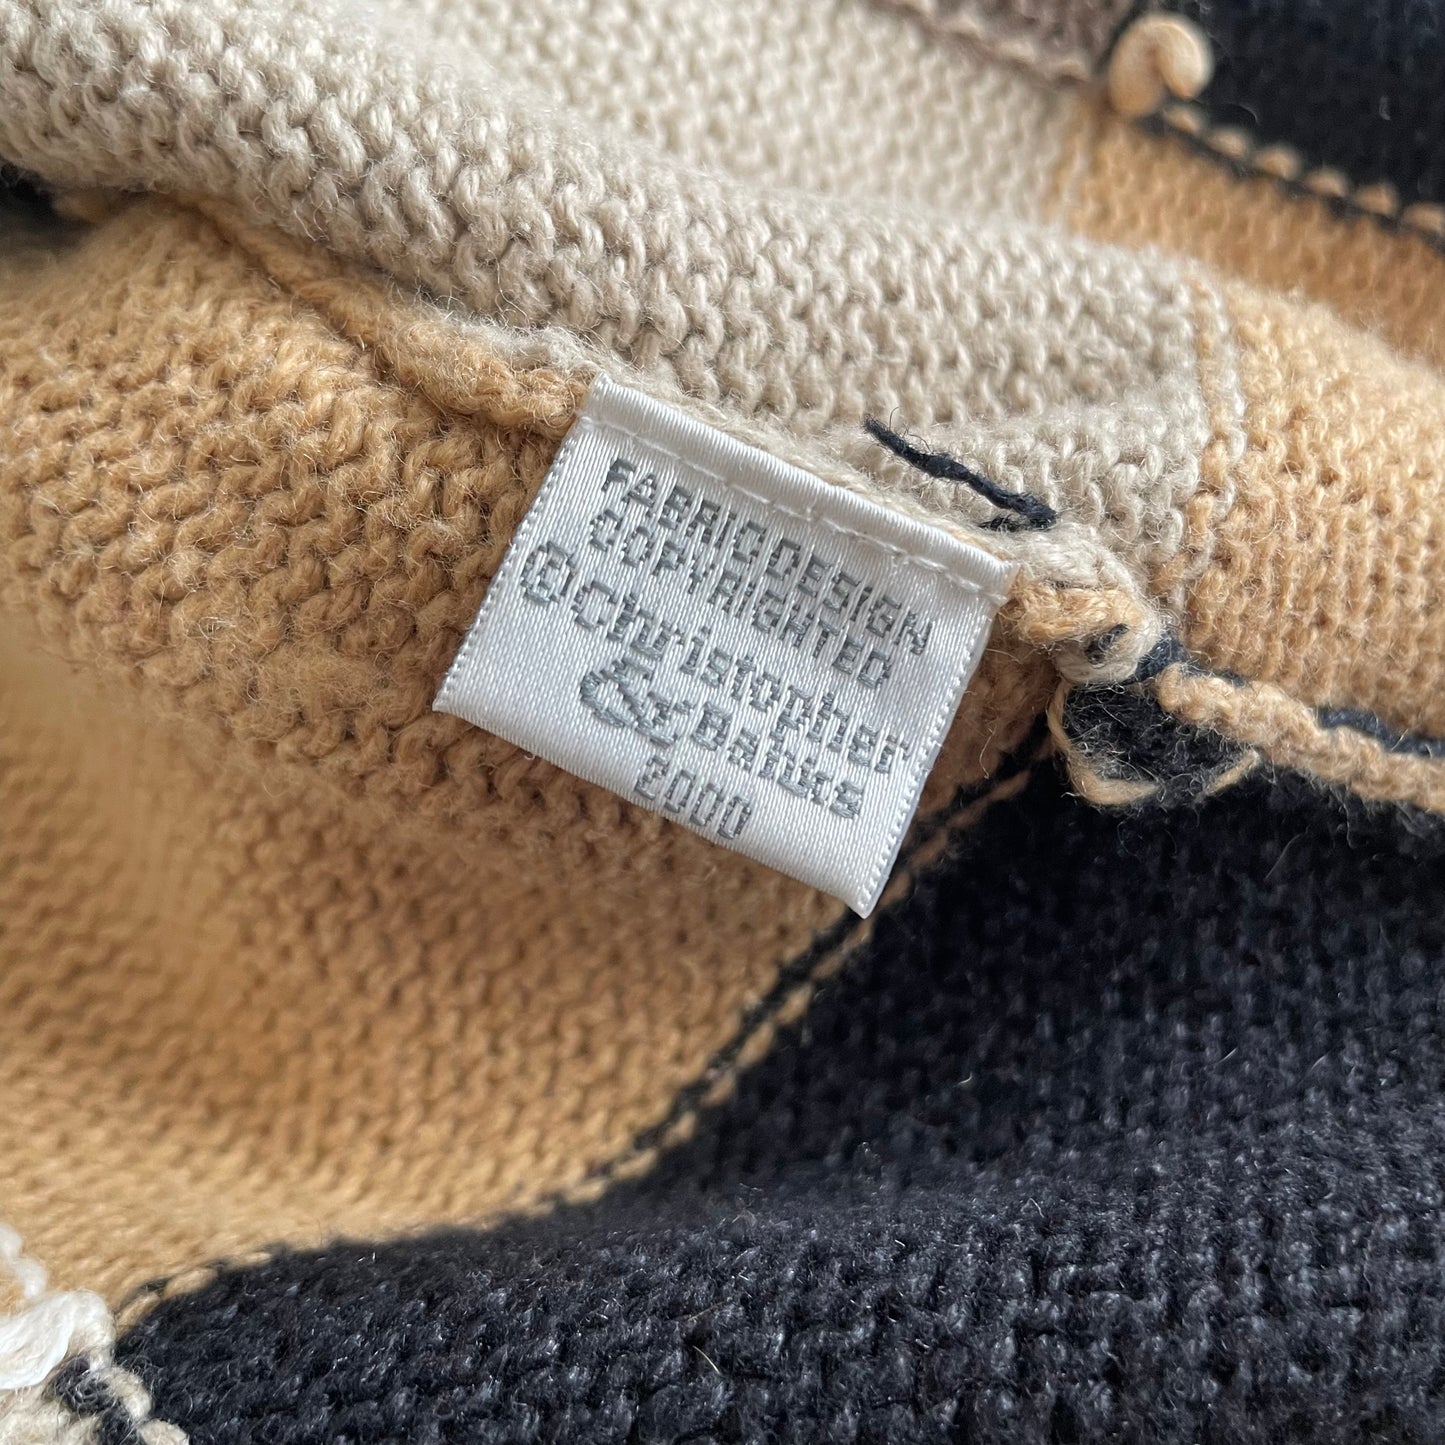 FABRIC DESIGN
COPYRIGHTED
©Christopher
& Banks
2000